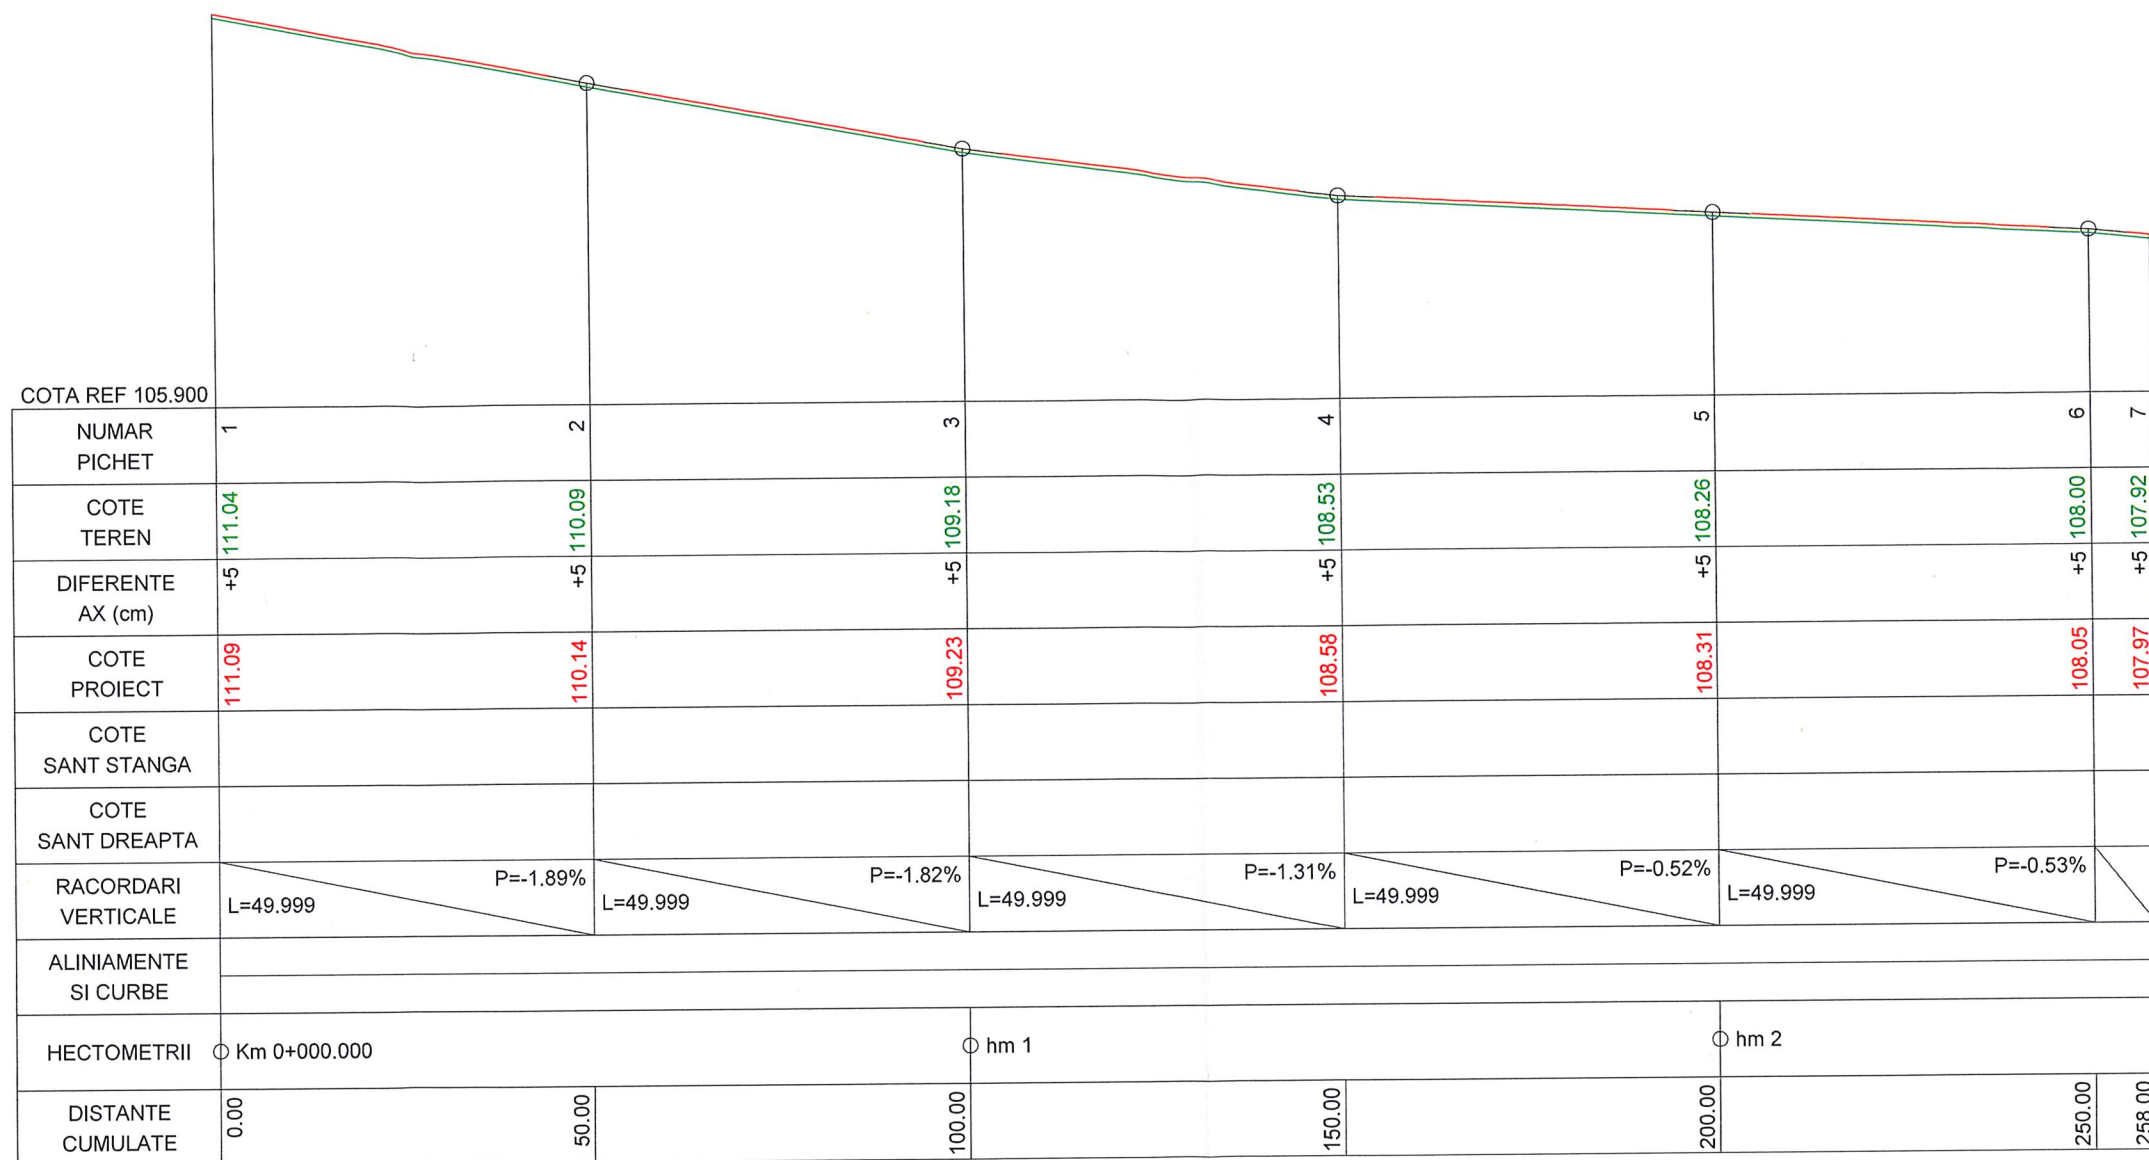 COTA REF 105.900
NUMAR
PICHET
1 2 3 4 5 6 7
COTE
TEREN
111.04 110.09 109.18 108.53 108.26 108.00 107.92
DIFERENTE
AX (cm)
+5 +5 +5 +5 +5 +5 +5
COTE
PROIECT
111.09 110.14 109.23 108.58 108.31 108.05 107.97
COTE
SANT STANGA
COTE
SANT DREAPTA
RACORDARI
VERTICALE
P=-1.89% P=-1.82% P=-1.31% P=-0.52% P=-0.53%
L=49.999 L=49.999 L=49.999 L=49.999 L=49.999
ALINIAMENTE
SI CURBE
HECTOMETRII
Km 0+000.000 hm 1 hm 2
DISTANTE
CUMULATE
0.00 50.00 100.00 150.00 200.00 250.00 258.00